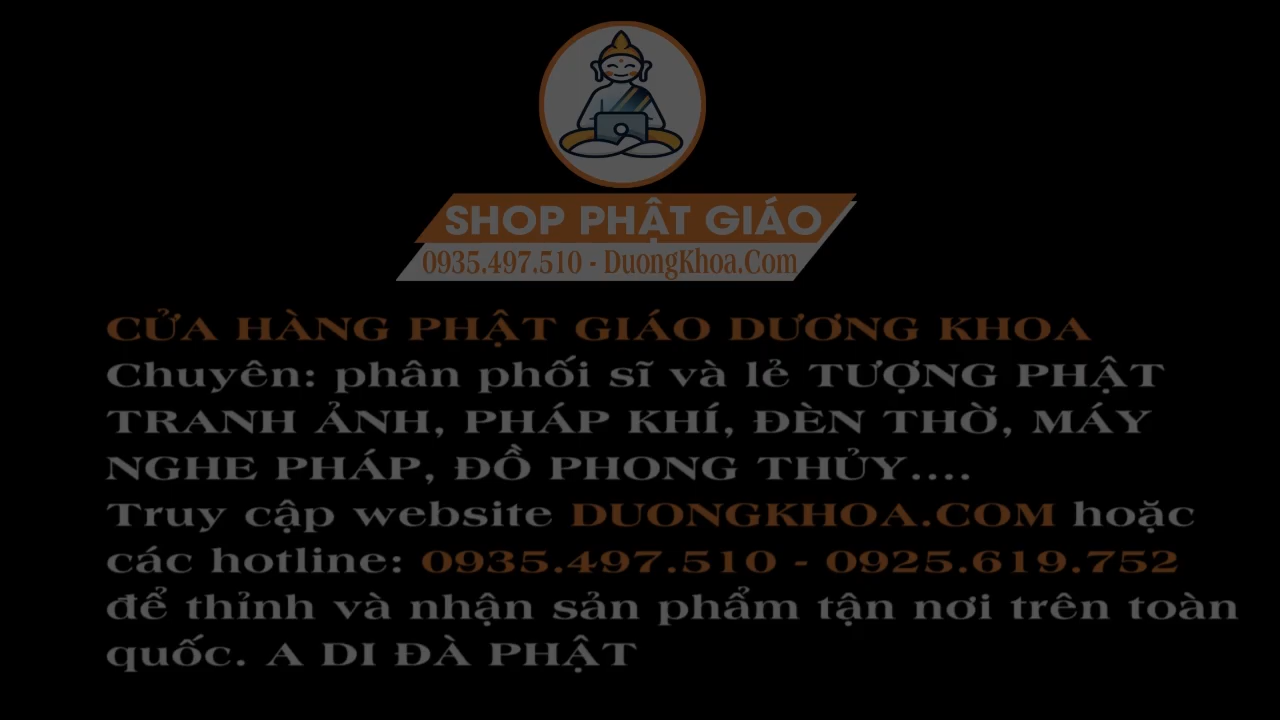 SHOP PHẬT GIÁO
0935.497.510 - DuongKhoa.Com
CỬA HÀNG PHẬT GIÁO DƯƠNG KHOA
Chuyên: phân phối sĩ và lẻ TƯỢNG PHẬT
TRANH ẢNH, PHÁP KHÍ, ĐÈN THỜ, MÁY
NGHE PHÁP, ĐỒ PHONG THỦY....
Truy cập website DUONGKHOA.COM hoặc
các hotline: 0935.497.510 - 0925.619.752
để thỉnh và nhận sản phẩm tận nơi trên toàn
quốc. A DI ĐÀ PHẬT